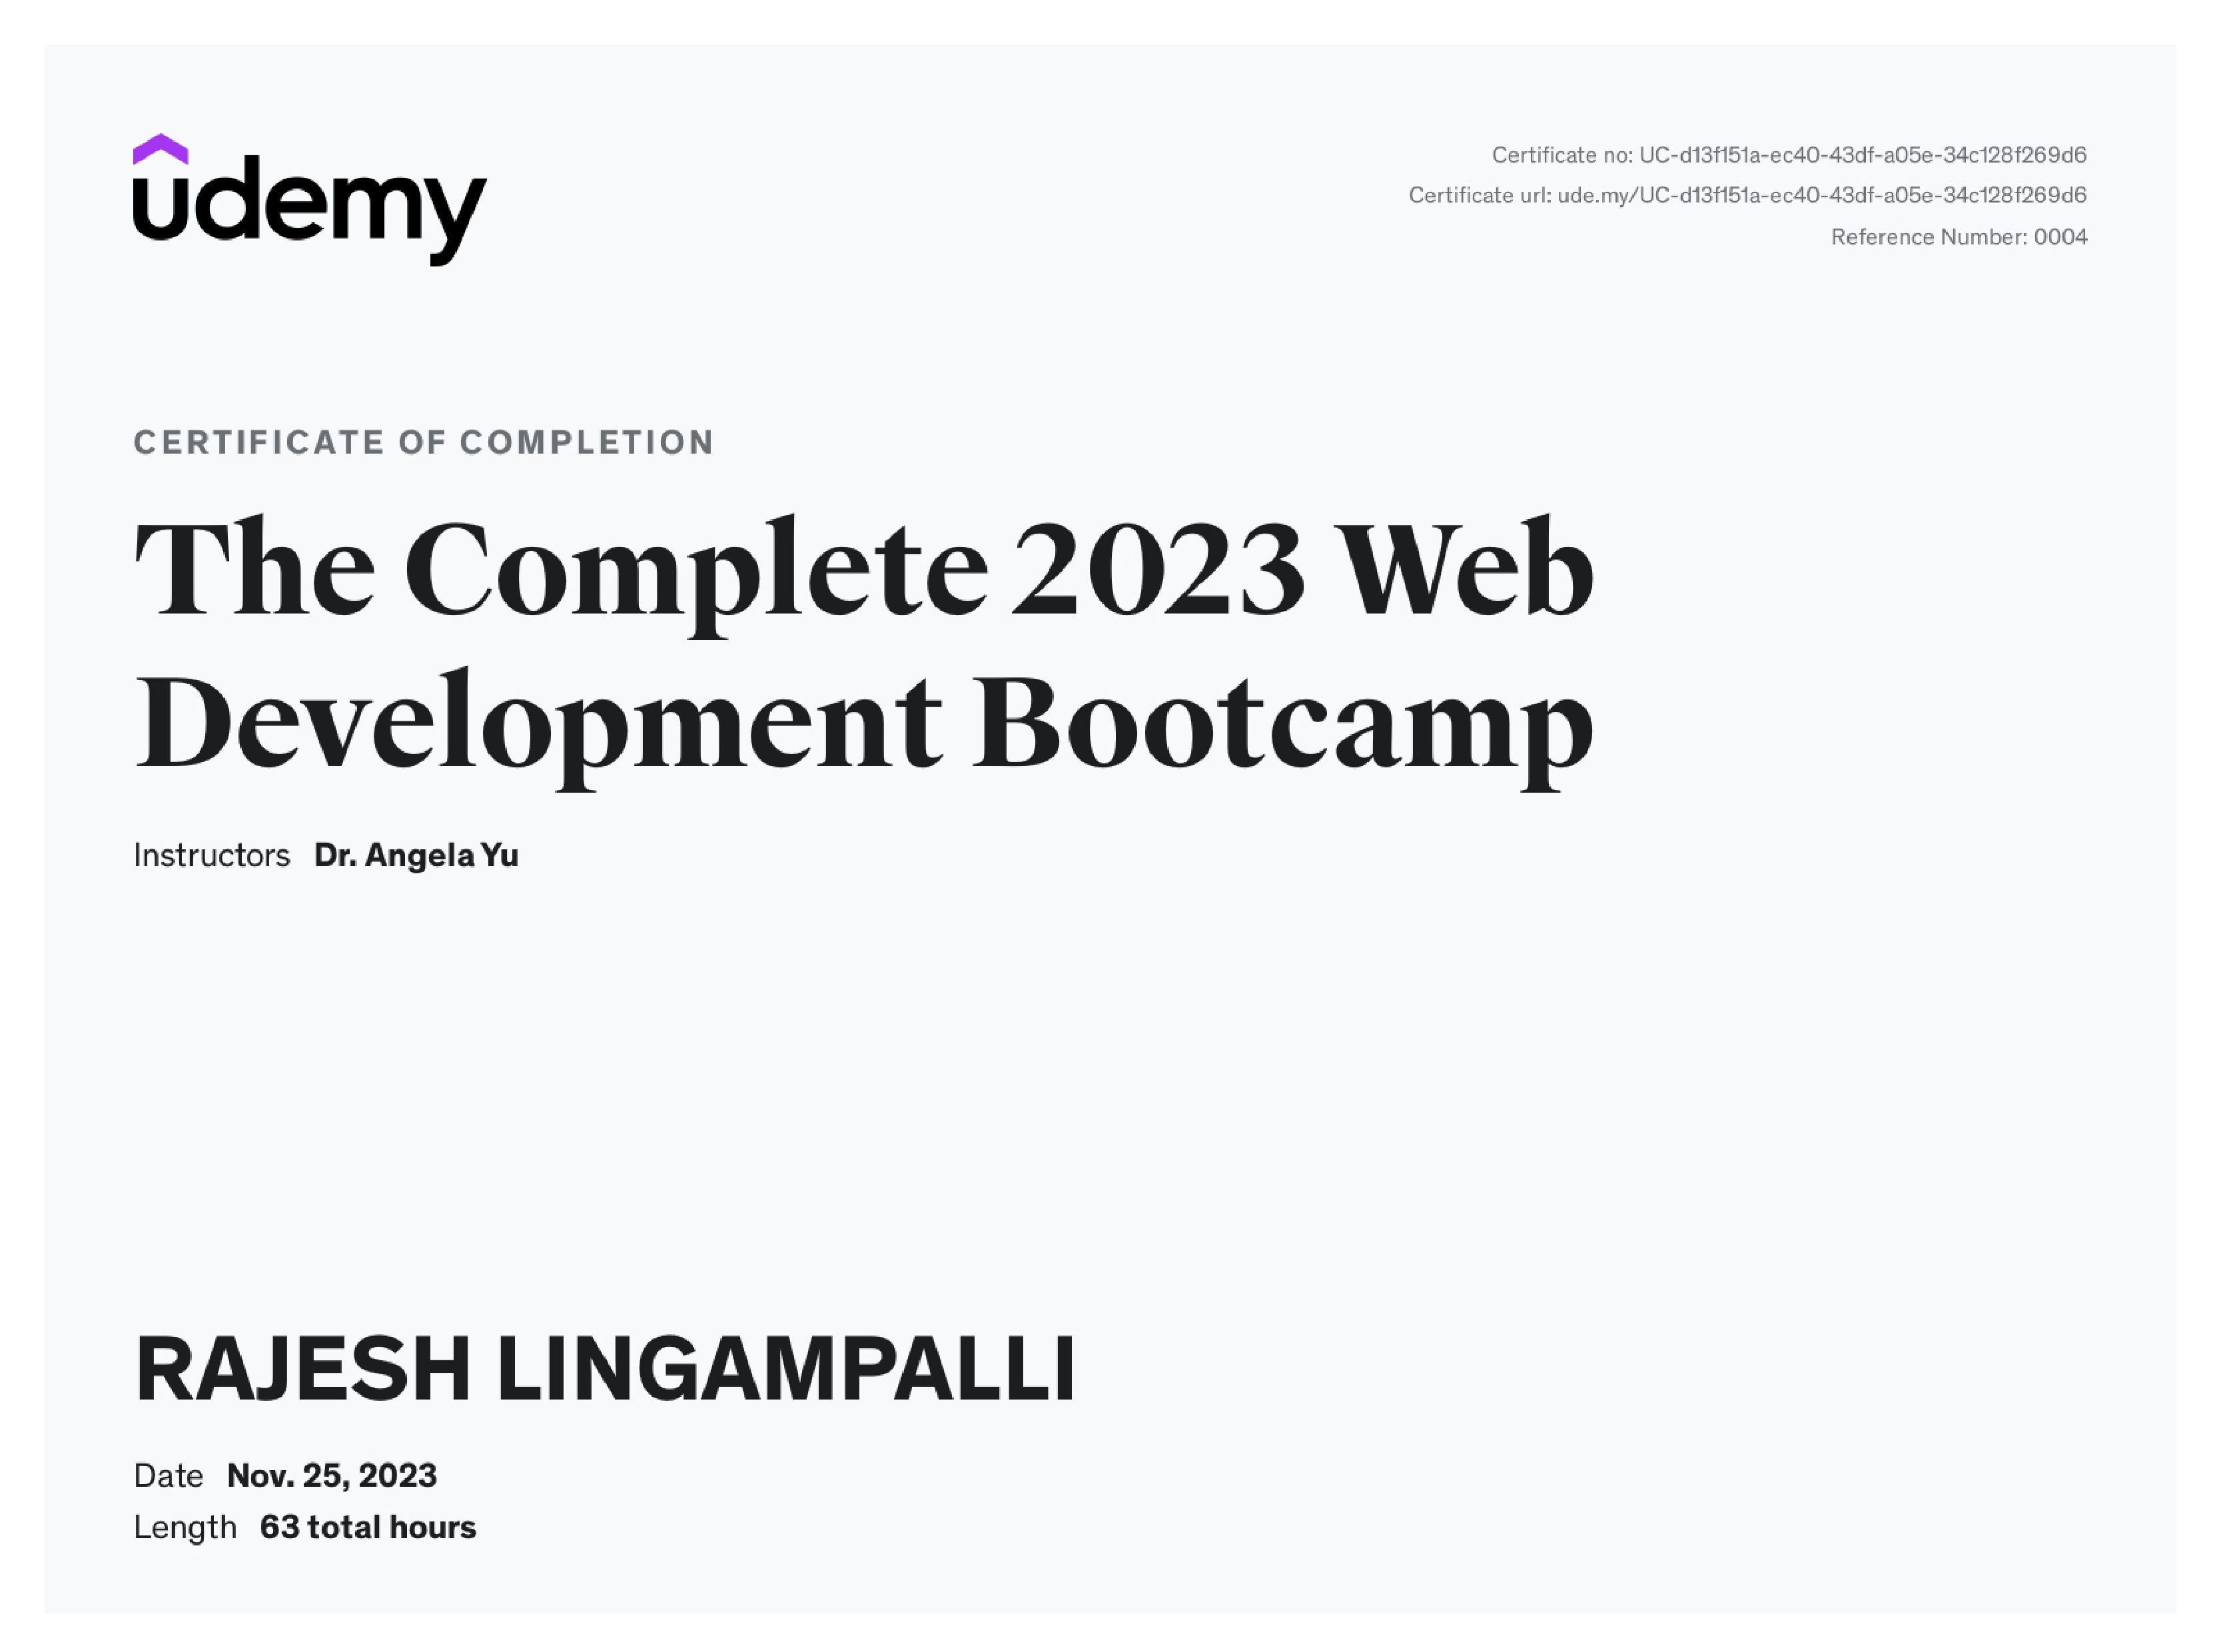 udemy
Certificate no: UC-d13f151a-ec40-43df-a05e-34c128f269d6
Certificate url: ude.my/UC-d13f151a-ec40-43df-a05e-34c128f269d6
Reference Number: 0004
CERTIFICATE OF COMPLETION
The Complete 2023 Web
Development Bootcamp
Instructors Dr. Angela Yu
RAJESH LINGAMPALLI
Date Nov. 25, 2023
Length 63 total hours